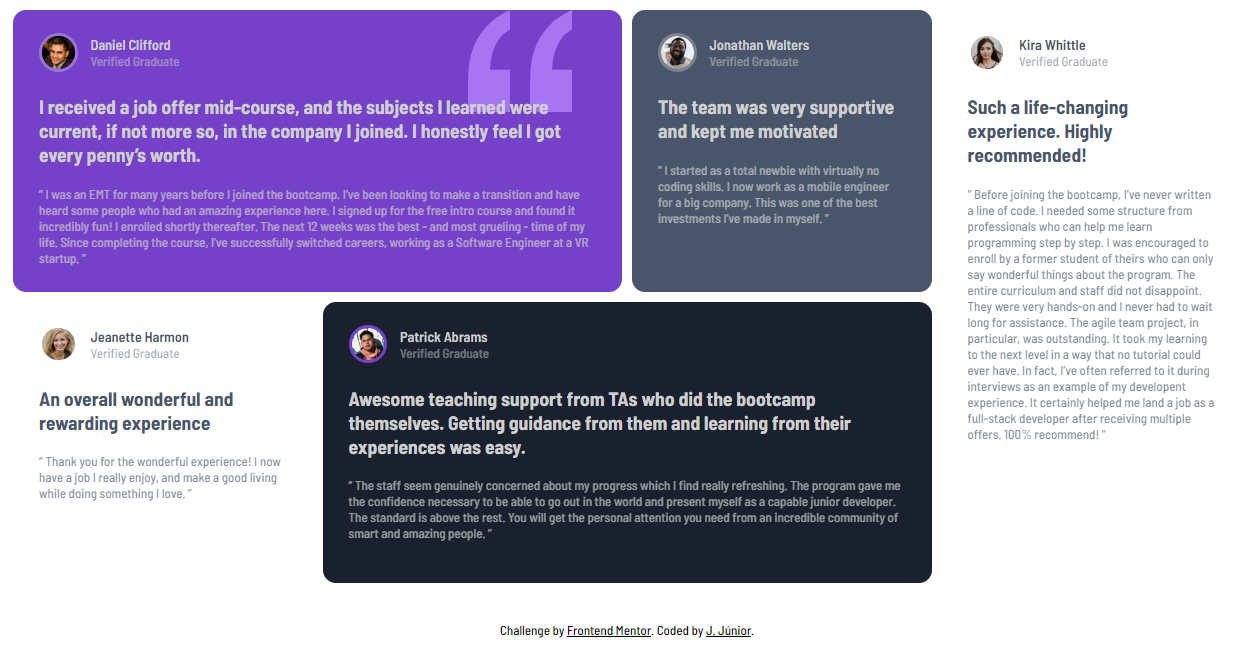 Daniel Clifford
Verified Graduate
I received a job offer mid-course, and the subjects I learned were
current, if not more so, in the company I joined. I honestly feel I got
every penny’s worth.
“ I was an EMT for many years before I joined the bootcamp. I’ve been looking to make a transition and have
heard some people who had an amazing experience here. I signed up for the free intro course and found it
incredibly fun! I enrolled shortly thereafter. The next 12 weeks was the best - and most grueling - time of my
life. Since completing the course, I’ve successfully switched careers, working as a Software Engineer at a VR
startup. ”
Jonathan Walters
Verified Graduate
The team was very supportive
and kept me motivated
“ I started as a total newbie with virtually no
coding skills. I now work as a mobile engineer
for a big company. This was one of the best
investments I’ve made in myself. ”
Kira Whittle
Verified Graduate
Such a life-changing
experience. Highly
recommended!
“ Before joining the bootcamp, I’ve never written
a line of code. I needed some structure from
professionals who can help me learn
programming step by step. I was encouraged to
enroll by a former student of theirs who can only
say wonderful things about the program. The
entire curriculum and staff did not disappoint.
They were very hands-on and I never had to wait
long for assistance. The agile team project, in
particular, was outstanding. It took my learning
to the next level in a way that no tutorial could
ever have. In fact, I’ve often referred to it during
interviews as an example of my developent
experience. It certainly helped me land a job as a
full-stack developer after receiving multiple
offers. 100% recommend! ”
Jeanette Harmon
Verified Graduate
An overall wonderful and
rewarding experience
“ Thank you for the wonderful experience! I now
have a job I really enjoy, and make a good living
while doing something I love. ”
Patrick Abrams
Verified Graduate
Awesome teaching support from TAs who did the bootcamp
themselves. Getting guidance from them and learning from their
experiences was easy.
“ The staff seem genuinely concerned about my progress which I find really refreshing. The program gave me
the confidence necessary to be able to go out in the world and present myself as a capable junior developer.
The standard is above the rest. You will get the personal attention you need from an incredible community of
smart and amazing people. ”
Challenge by Frontend Mentor. Coded by J. Júnior.